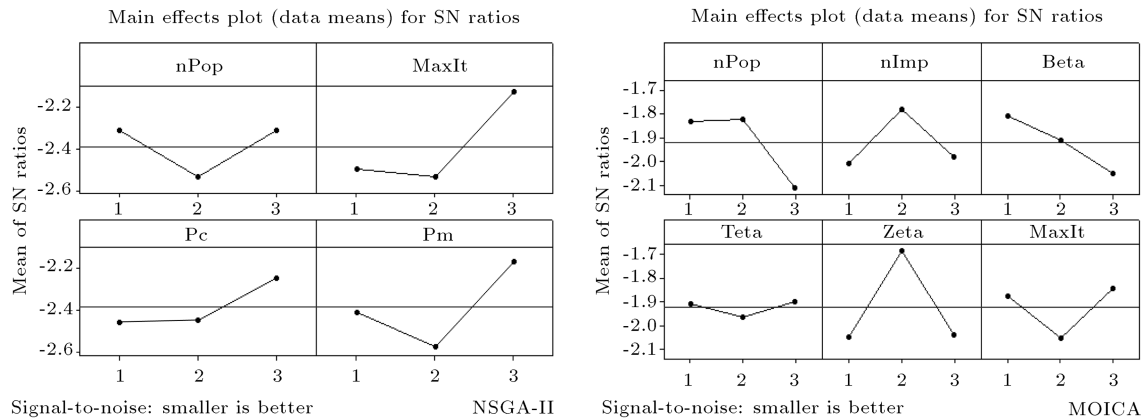 Main effects plot (data means) for SN ratios
nPop MaxIt
-2.2
-2.4
-2.6
1 2 3 1 2 3
Pc Pm
-2.2
-2.4
-2.6
1 2 3 1 2 3
Mean of SN ratios
Signal-to-noise: smaller is better NSGA-II
Main effects plot (data means) for SN ratios
nPop nImp Beta
-1.7
-1.8
-1.9
-2.0
-2.1
1 2 3 1 2 3 1 2 3
Teta Zeta MaxIt
-1.7
-1.8
-1.9
-2.0
-2.1
1 2 3 1 2 3 1 2 3
Mean of SN ratios
Signal-to-noise: smaller is better MOICA